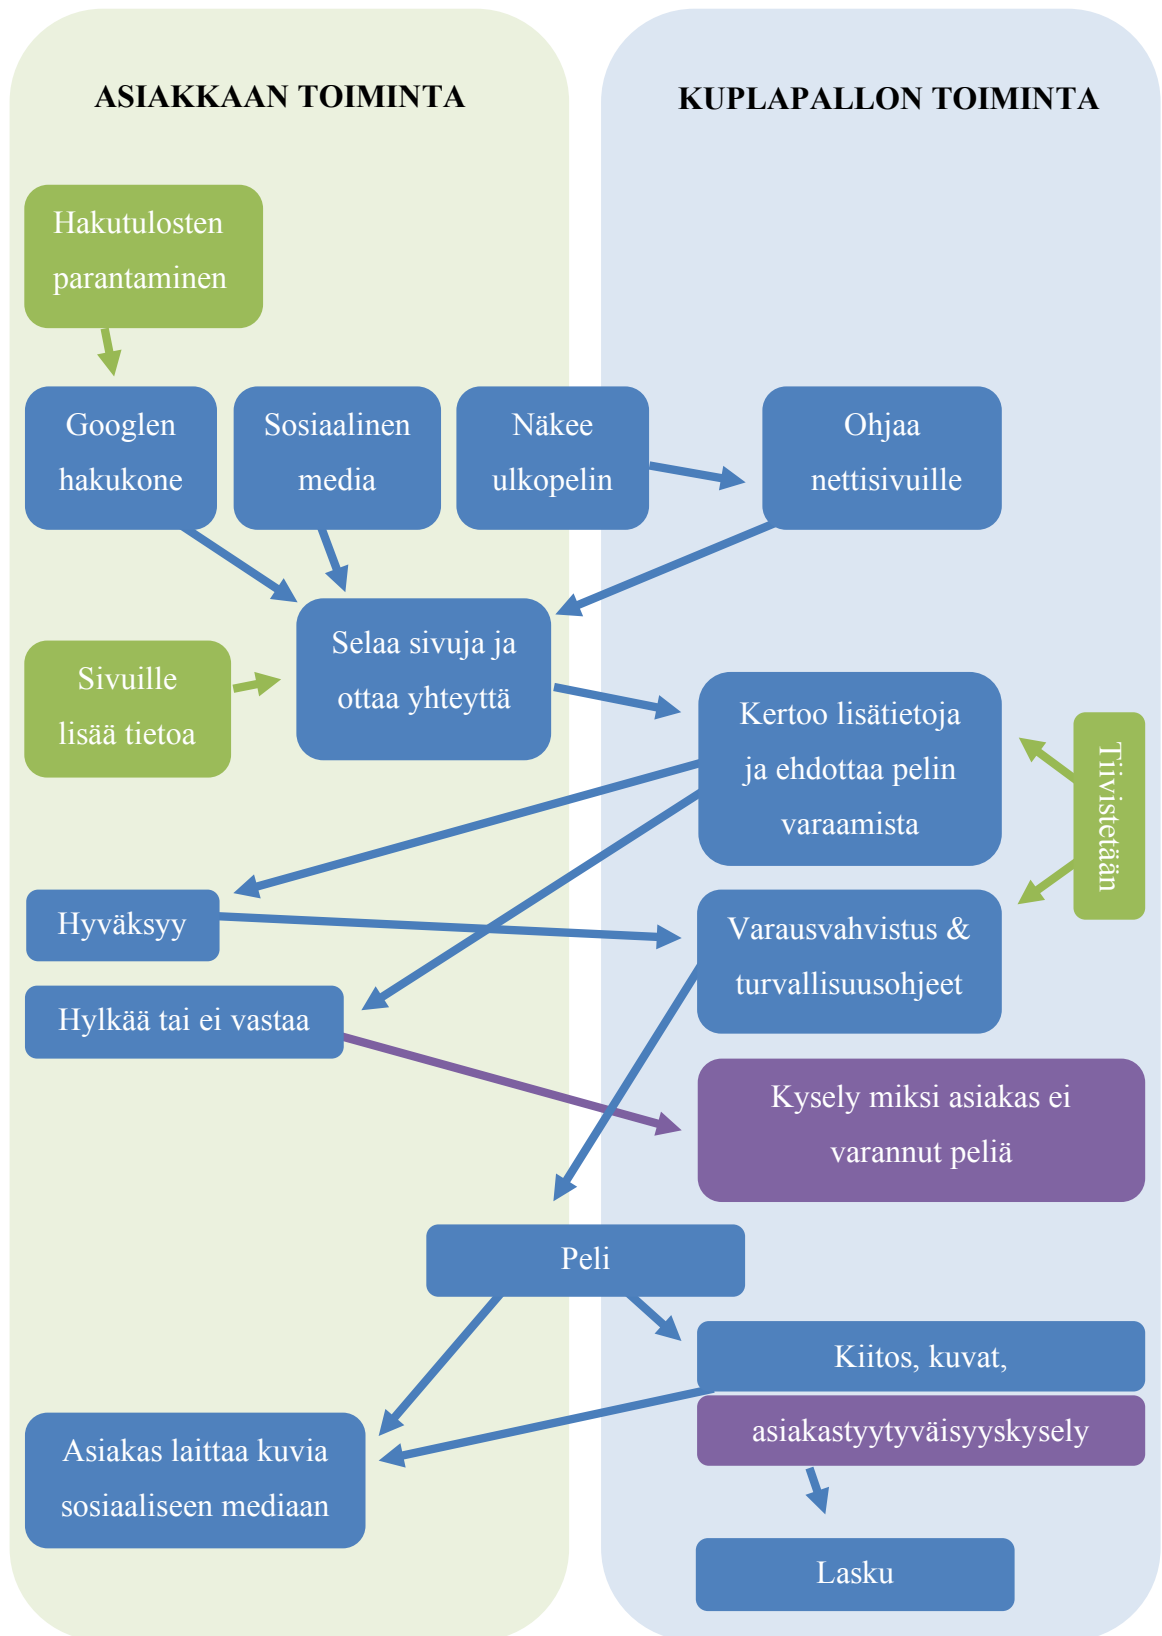 ASIAKKAAN TOIMINTA
KUPLAPALLON TOIMINTA
Hakutulosten
parantaminen
Googlen
hakukone
Sosiaalinen
media
Näkee
ulkopelin
Ohjaa
nettisivuille
Selaa sivuja ja
ottaa yhteyttä
Sivuille
lisää tietoa
Kertoo lisätietoja
ja ehdottaa pelin
varaamista
Tiivistetään
Hyväksyy
Varausvahvistus &
turvallisuusohjeet
Hylkää tai ei vastaa
Kysely miksi asiakas ei
varannut peliä
Peli
Kiitos, kuvat,
asiakastyytyväisyyskysely
Asiakas laittaa kuvia
sosiaaliseen mediaan
Lasku